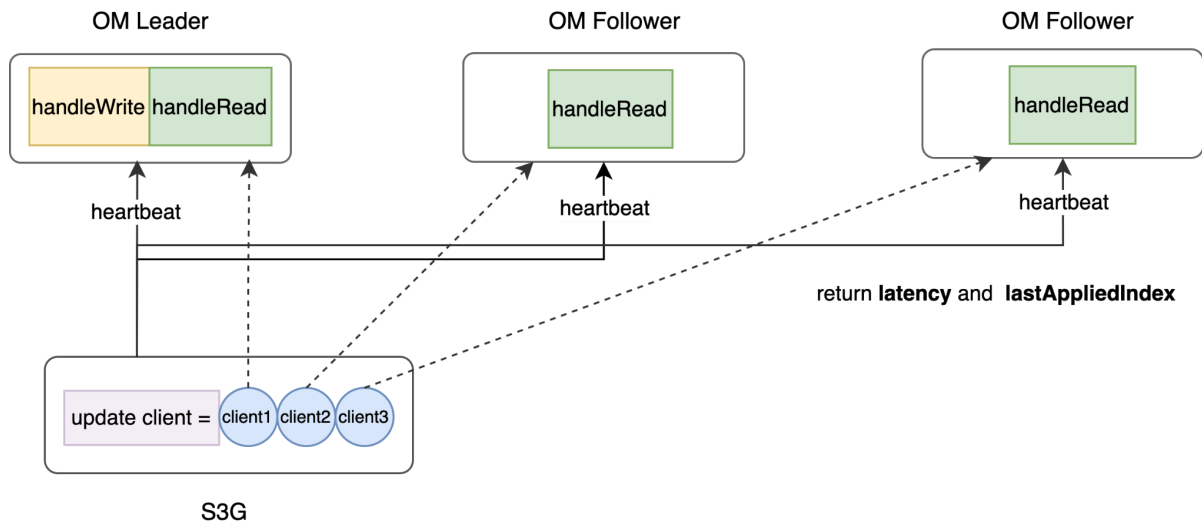 OM Leader
OM Follower
OM Follower
handleWrite
handleRead
handleRead
handleRead
heartbeat
heartbeat
heartbeat
return latency and lastAppliedIndex
update client =
client1
client2
client3
S3G